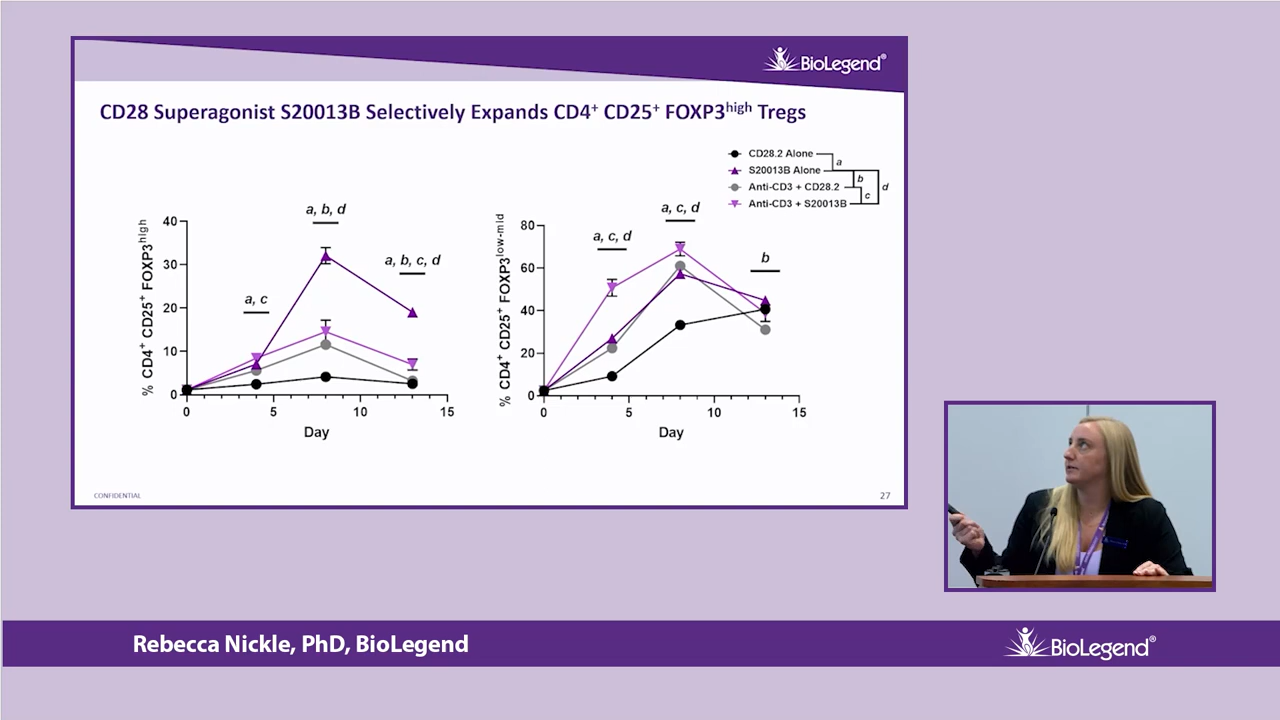 BioLegend®
CD28 Superagonist S20013B Selectively Expands CD4+ CD25+ FOXP3high Tregs
CD28.2 Alone
S20013B Alone
Anti-CD3 + CD28.2
Anti-CD3 + S20013B
a
b
c
d
% CD4+ CD25+ FOXP3high
40
30
20
10
0
a, c
a, b, d
a, b, c, d
0 5 10 15
Day
% CD4+ CD25+ FOXP3low-mid
80
60
40
20
0
a, c, d
a, c, d
b
0 5 10 15
Day
CONFIDENTIAL
27
Rebecca Nickle, PhD, BioLegend
BioLegend®